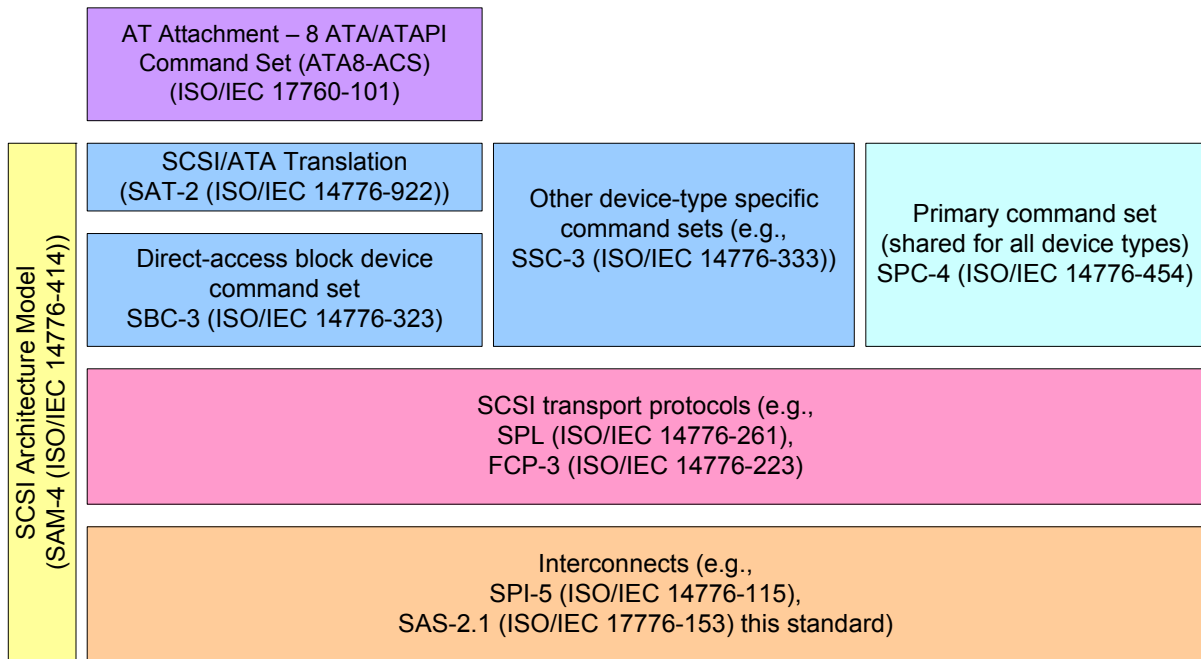 AT Attachment – 8 ATA/ATAPI
Command Set (ATA8-ACS)
(ISO/IEC 17760-101)
SCSI Architecture Model
(SAM-4 (ISO/IEC 14776-414))
SCSI/ATA Translation
(SAT-2 (ISO/IEC 14776-922))
Direct-access block device
command set
SBC-3 (ISO/IEC 14776-323)
Other device-type specific
command sets (e.g.,
SSC-3 (ISO/IEC 14776-333))
Primary command set
(shared for all device types)
SPC-4 (ISO/IEC 14776-454)
SCSI transport protocols (e.g.,
SPL (ISO/IEC 14776-261),
FCP-3 (ISO/IEC 14776-223)
Interconnects (e.g.,
SPI-5 (ISO/IEC 14776-115),
SAS-2.1 (ISO/IEC 17776-153) this standard)